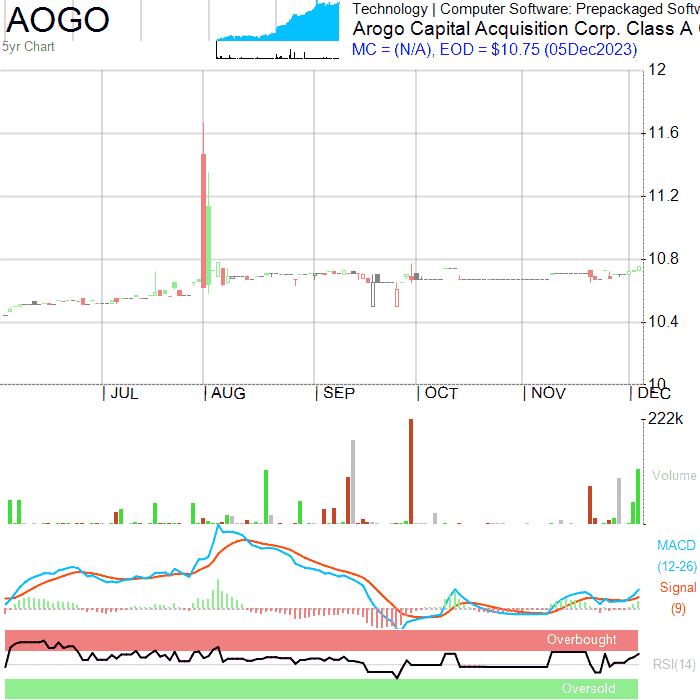 AOGO
5yr Chart
Technology | Computer Software: Prepackaged Softw
Arogo Capital Acquisition Corp. Class A
MC = (N/A), EOD = $10.75 (05Dec2023)
12
11.6
11.2
10.8
10.4
10
JUL AUG SEP OCT NOV DEC
222k
Volume
MACD
(12-26)
Signal
(9)
Overbought
RSI(14)
Oversold